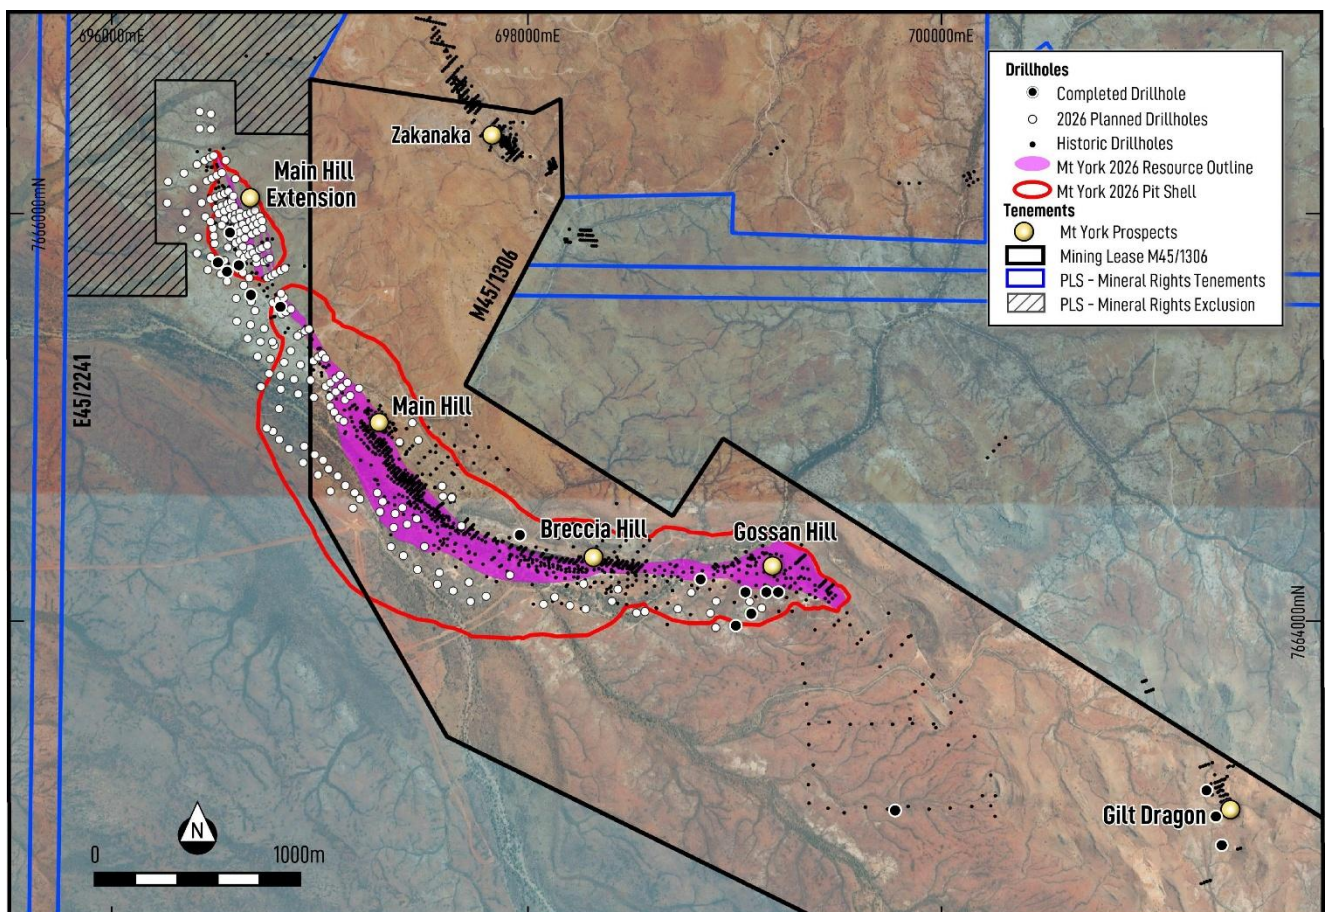 696000mE
698000mE
700000mE
Drillholes
Completed Drillhole
2026 Planned Drillholes
Historic Drillholes
Mt York 2026 Resource Outline
Mt York 2026 Pit Shell
Tenements
Mt York Prospects
Mining Lease M45/1306
PLS - Mineral Rights Tenements
PLS - Mineral Rights Exclusion
Zakanaka
Main Hill
Extension
7666000mN
M45/1306
E45/2241
Main Hill
Breccia Hill
Gossan Hill
7664000mN
Gilt Dragon
N
0
1000m